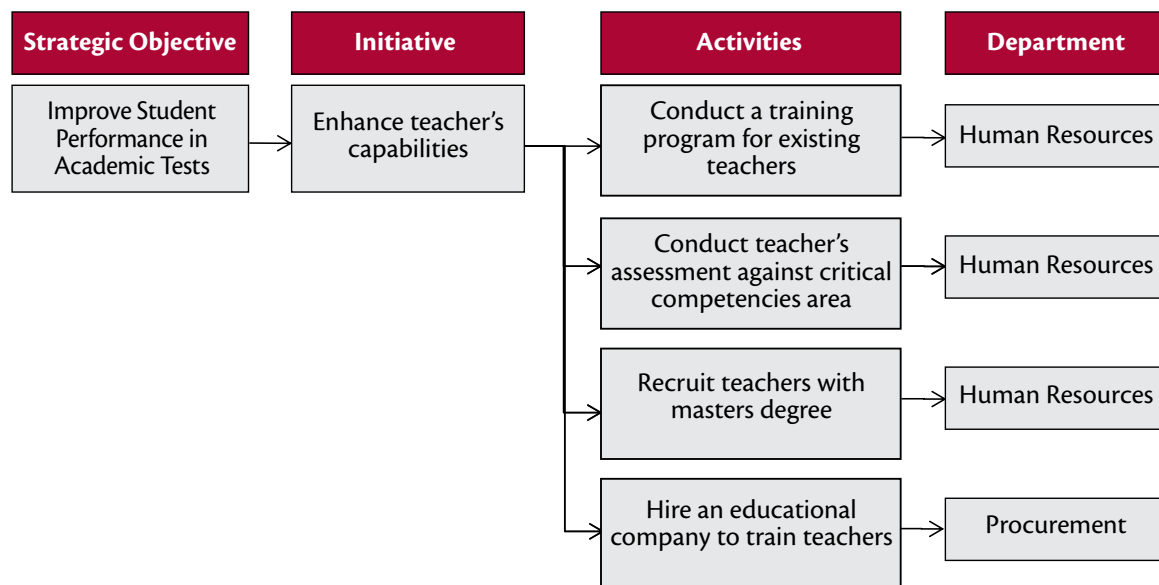 Strategic Objective
Initiative
Activities
Department
Improve Student
Performance in
Academic Tests
Enhance teacher’s
capabilities
Conduct a training
program for existing
teachers
Human Resources
Conduct teacher’s
assessment against critical
competencies area
Human Resources
Recruit teachers with
masters degree
Human Resources
Hire an educational
company to train teachers
Procurement